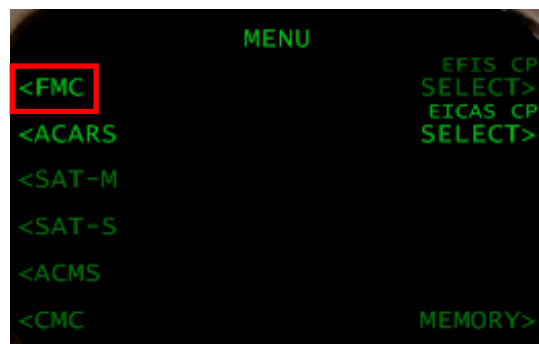 MENU
EFIS CP
<FMC SELECT>
EICAS CP
<ACARS SELECT>
<SAT-M
<SAT-S
<ACMS
<CMC MEMORY>